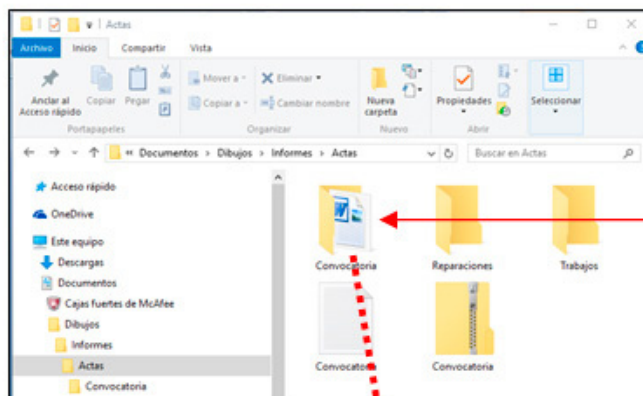 Actas
Archivo Inicio Compartir Vista
Anclar al Acceso rápido
Copiar
Pegar
Mover a
Copiar a
Eliminar
Cambiar nombre
Nueva carpeta
Propiedades
Seleccionar
Portapapeles Organizar Nuevo Abrir
« Documentos > Dibujos > Informes > Actas
Buscar en Actas
Acceso rápido
OneDrive
Este equipo
Descargas
Documentos
Cajas fuertes de McAfee
Dibujos
Informes
Actas
Convocatoria
Convocatoria Reparaciones Trabajos
Convocatoria Convocatoria